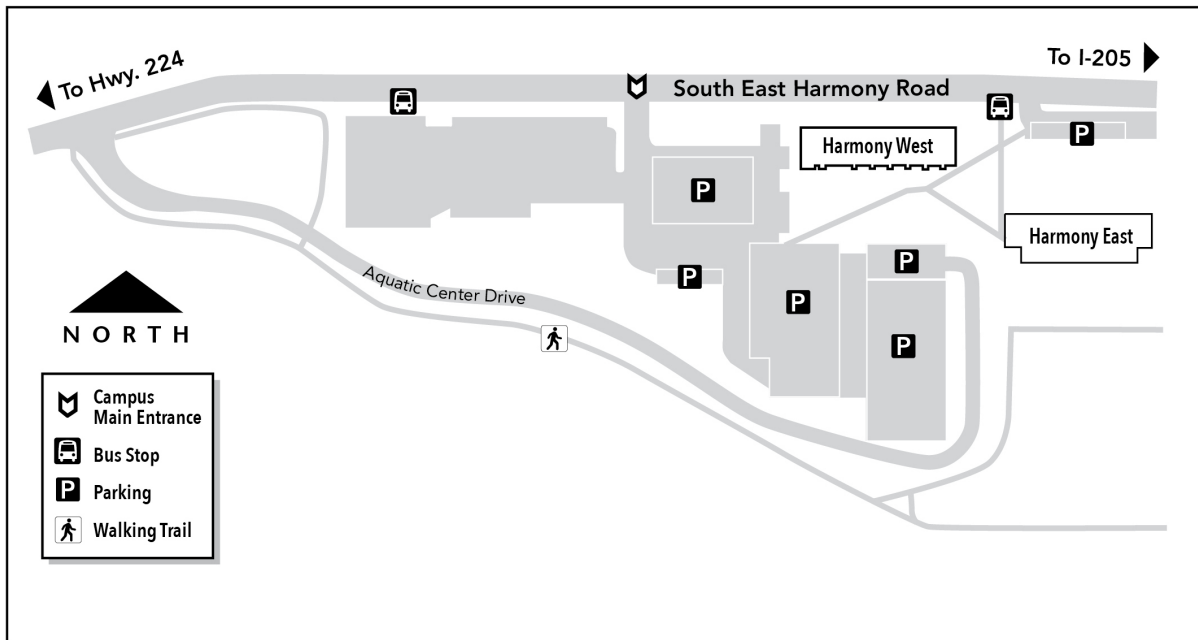 To Hwy. 224
To I-205
South East Harmony Road
P
Harmony West
Harmony East
P
P
P
P
P
Aquatic Center Drive
NORTH
Campus
Main Entrance
Bus Stop
P Parking
Walking Trail